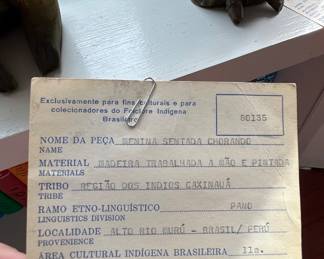 Exclusivamente para fins culturais e para
colecionadores do Folclore Indígena
Brasileiro
80135
NOME DA PEÇA MENINA SENTADA CHORANDO
NAME
MATERIAL MADEIRA TRABALHADA A MÃO E PINTADA
MATERIALS
TRIBO REGIÃO DOS INDIOS CAXINAUÁ
TRIBE
RAMO ETNO-LINGUÍSTICO PANO
LINGUISTICS DIVISION
LOCALIDADE ALTO RIO MURÚ - BRASIL/ PERÚ
PROVENIENCE
ÁREA CULTURAL INDÍGENA BRASILEIRA 11a.